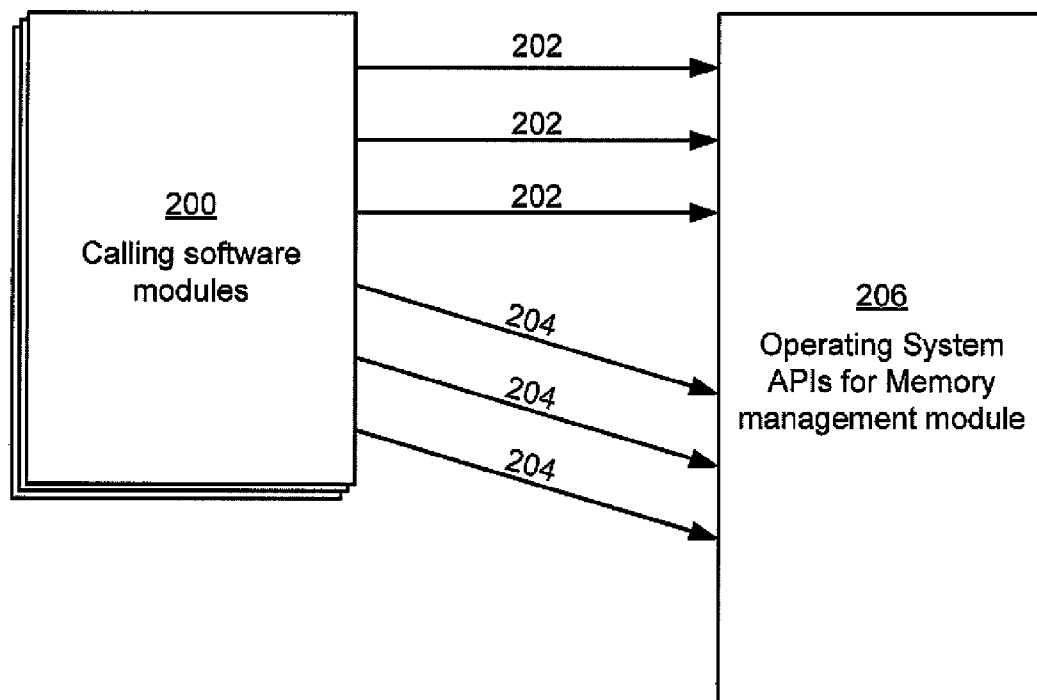 202
202
202
200
Calling software
modules
204
204
204
206
Operating System
APIs for Memory
management module